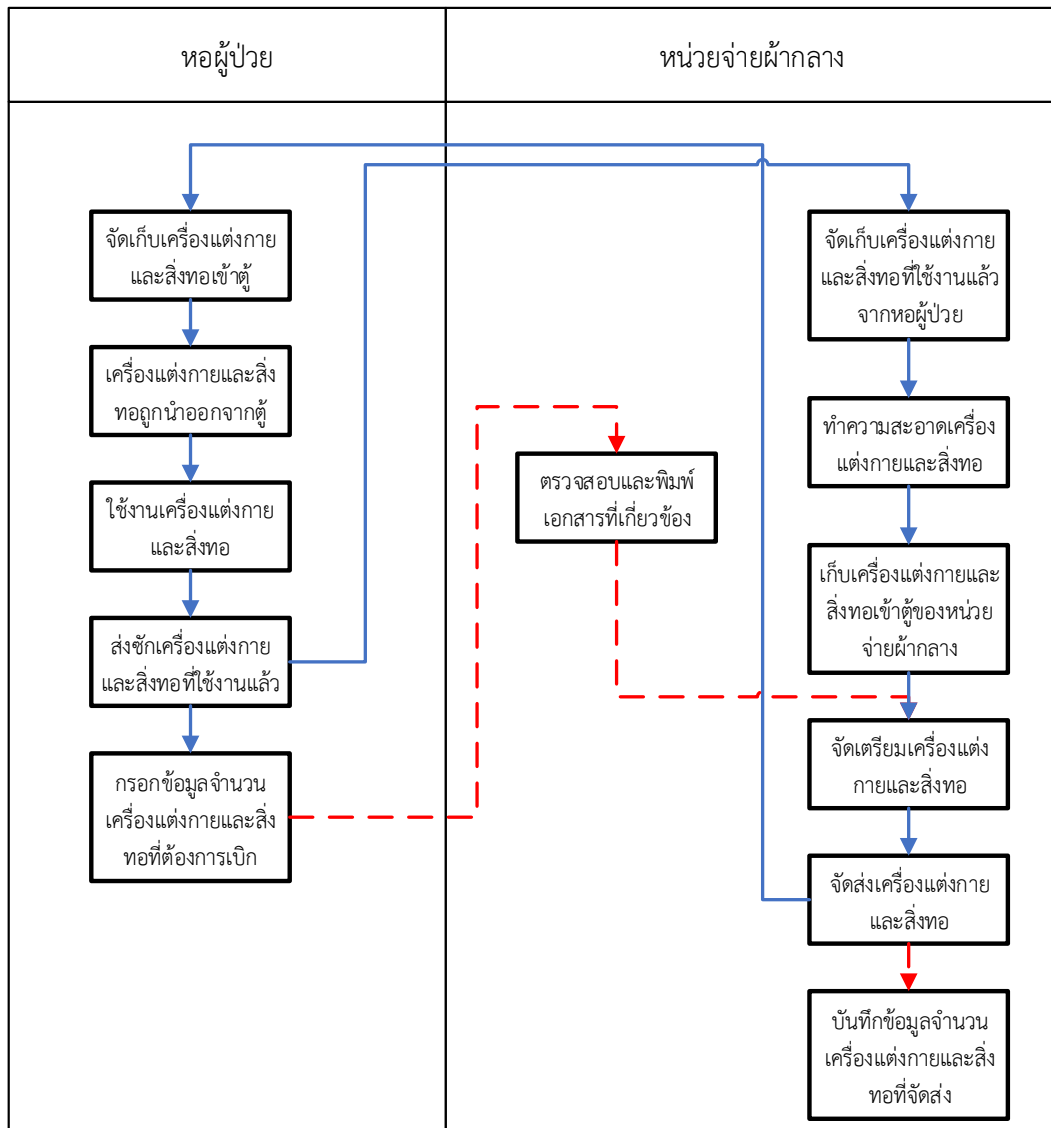 หอผู้ป่วย
หน่วยจ่ายผ้ากลาง
จัดเก็บเครื่องแต่งกาย
และสิ่งทอเข้าตู้
เครื่องแต่งกายและสิ่ง
ทอถูกนำออกจากตู้
ใช้งานเครื่องแต่งกาย
และสิ่งทอ
ส่งซักเครื่องแต่งกาย
และสิ่งทอที่ใช้งานแล้ว
กรอกข้อมูลจำนวน
เครื่องแต่งกายและสิ่ง
ทอที่ต้องการเบิก
ตรวจสอบและพิมพ์
เอกสารที่เกี่ยวข้อง
จัดเก็บเครื่องแต่งกาย
และสิ่งทอที่ใช้งานแล้ว
จากหอผู้ป่วย
ทำความสะอาดเครื่อง
แต่งกายและสิ่งทอ
เก็บเครื่องแต่งกายและ
สิ่งทอเข้าตู้ของหน่วย
จ่ายผ้ากลาง
จัดเตรียมเครื่องแต่ง
กายและสิ่งทอ
จัดส่งเครื่องแต่งกาย
และสิ่งทอ
บันทึกข้อมูลจำนวน
เครื่องแต่งกายและสิ่ง
ทอที่จัดส่ง